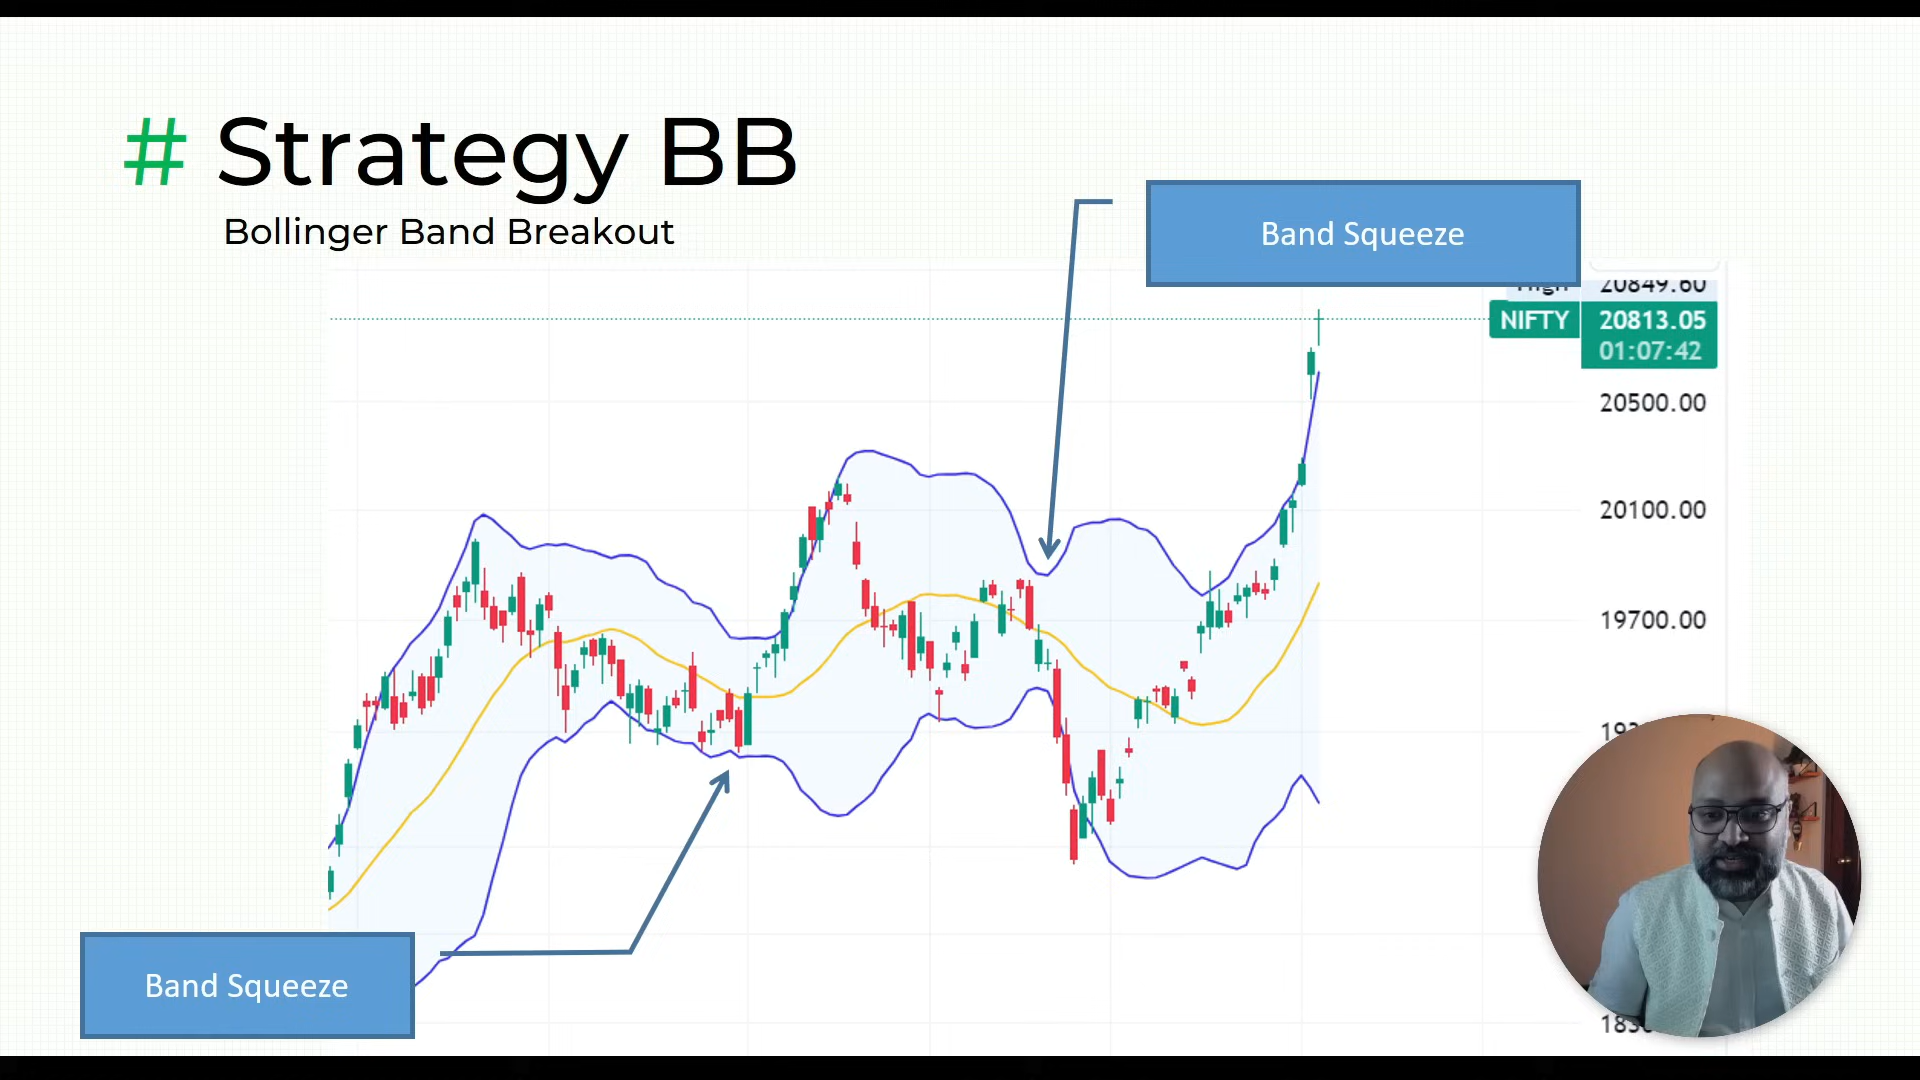 # Strategy BB
Bollinger Band Breakout
Band Squeeze
High 20849.60
NIFTY 20813.05
01:07:42
20500.00
20100.00
19700.00
Band Squeeze